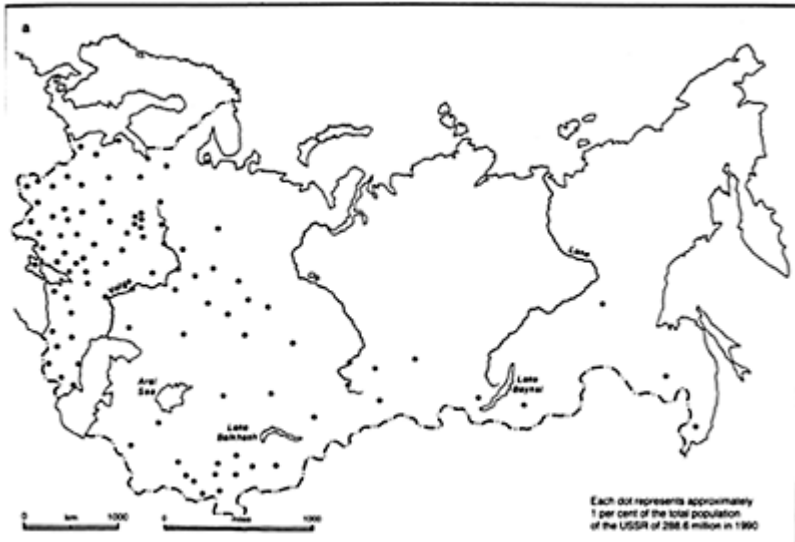 a
Volga
Ob
Lena
Aral
Sea
Lake
Balkhash
Lake
Baykal
0 km 1000
0 miles 1000
Each dot represents approximately
1 per cent of the total population
of the USSR of 288.6 million in 1990